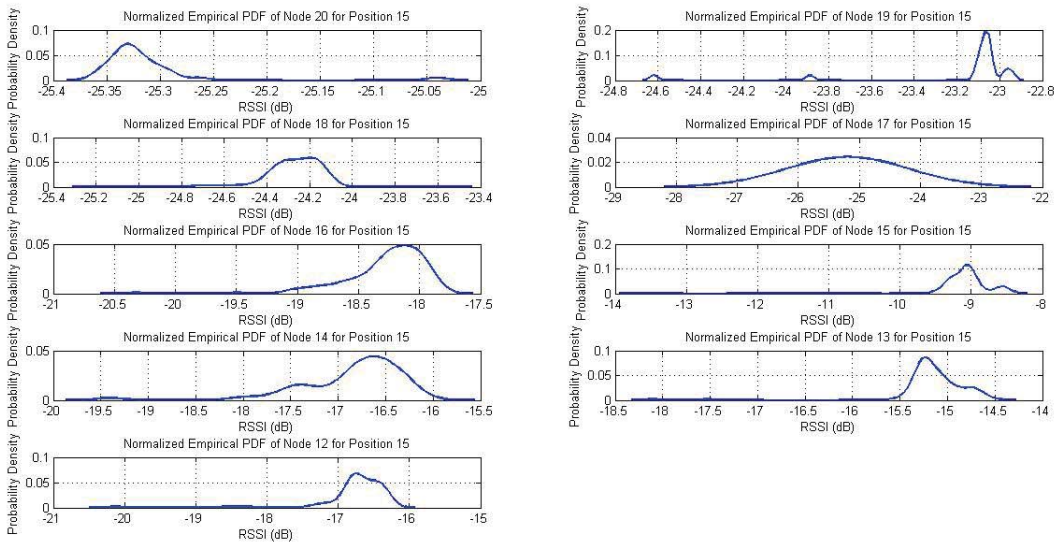 Normalized Empirical PDF of Node 20 for Position 15
Probability Density
0.1
0.05
0
-25.4 -25.35 -25.3 -25.25 -25.2 -25.15 -25.1 -25.05 -25
RSSI (dB)
Normalized Empirical PDF of Node 19 for Position 15
Probability Density
0.2
0.1
0
-24.8 -24.6 -24.4 -24.2 -24 -23.8 -23.6 -23.4 -23.2 -23 -22.8
RSSI (dB)
Normalized Empirical PDF of Node 18 for Position 15
Probability Density
0.1
0.05
0
-25.4 -25.2 -25 -24.8 -24.6 -24.4 -24.2 -24 -23.8 -23.6 -23.4
RSSI (dB)
Normalized Empirical PDF of Node 17 for Position 15
Probability Density
0.04
0.02
0
-29 -28 -27 -26 -25 -24 -23 -22
RSSI (dB)
Normalized Empirical PDF of Node 16 for Position 15
Probability Density
0.05
0
-21 -20.5 -20 -19.5 -19 -18.5 -18 -17.5
RSSI (dB)
Normalized Empirical PDF of Node 15 for Position 15
Probability Density
0.2
0.1
0
-14 -13 -12 -11 -10 -9 -8
RSSI (dB)
Normalized Empirical PDF of Node 14 for Position 15
Probability Density
0.05
0
-20 -19.5 -19 -18.5 -18 -17.5 -17 -16.5 -16 -15.5
RSSI (dB)
Normalized Empirical PDF of Node 13 for Position 15
Probability Density
0.1
0.05
0
-18.5 -18 -17.5 -17 -16.5 -16 -15.5 -15 -14.5 -14
RSSI (dB)
Normalized Empirical PDF of Node 12 for Position 15
Probability Density
0.1
0.05
0
-21 -20 -19 -18 -17 -16 -15
RSSI (dB)